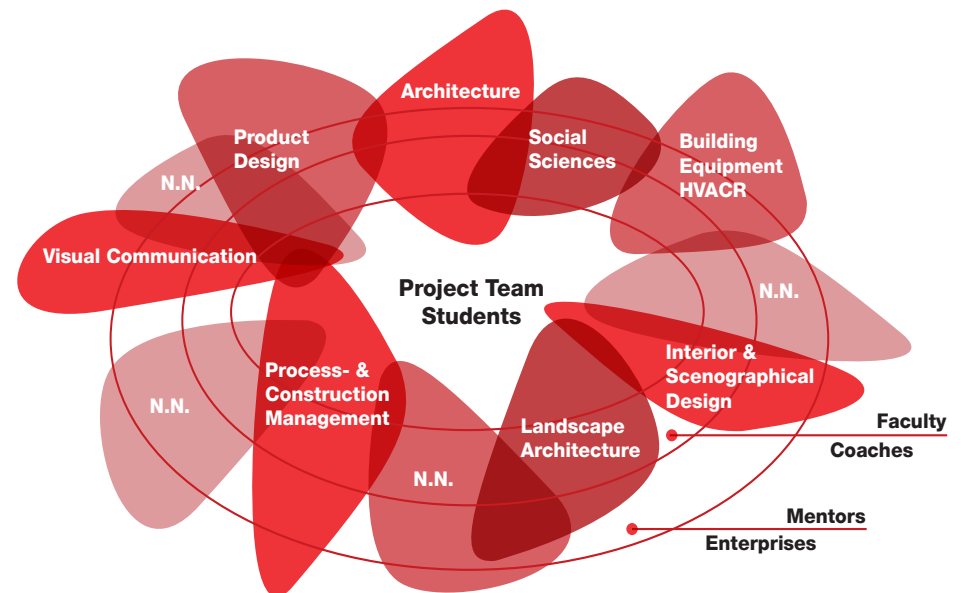 Architecture
Product
Design
Social
Sciences
Building
Equipment
HVACR
N.N.
Visual Communication
Project Team
Students
N.N.
Interior &
Scenographical
Design
Process- &
Construction
Management
N.N.
Landscape
Architecture
N.N.
Faculty
Coaches
Mentors
Enterprises